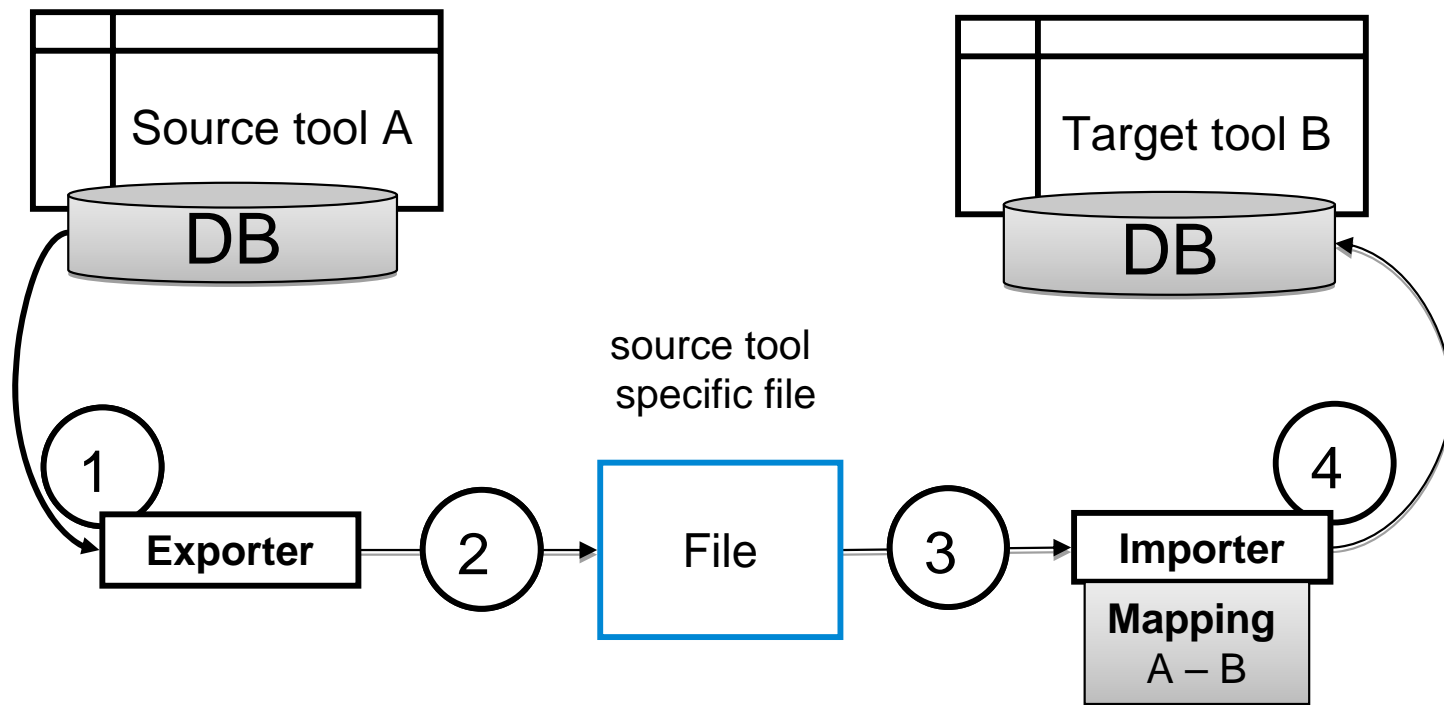 Source tool A
DB
Target tool B
DB
source tool
specific file
1
Exporter
2
File
3
Importer
4
Mapping
A – B